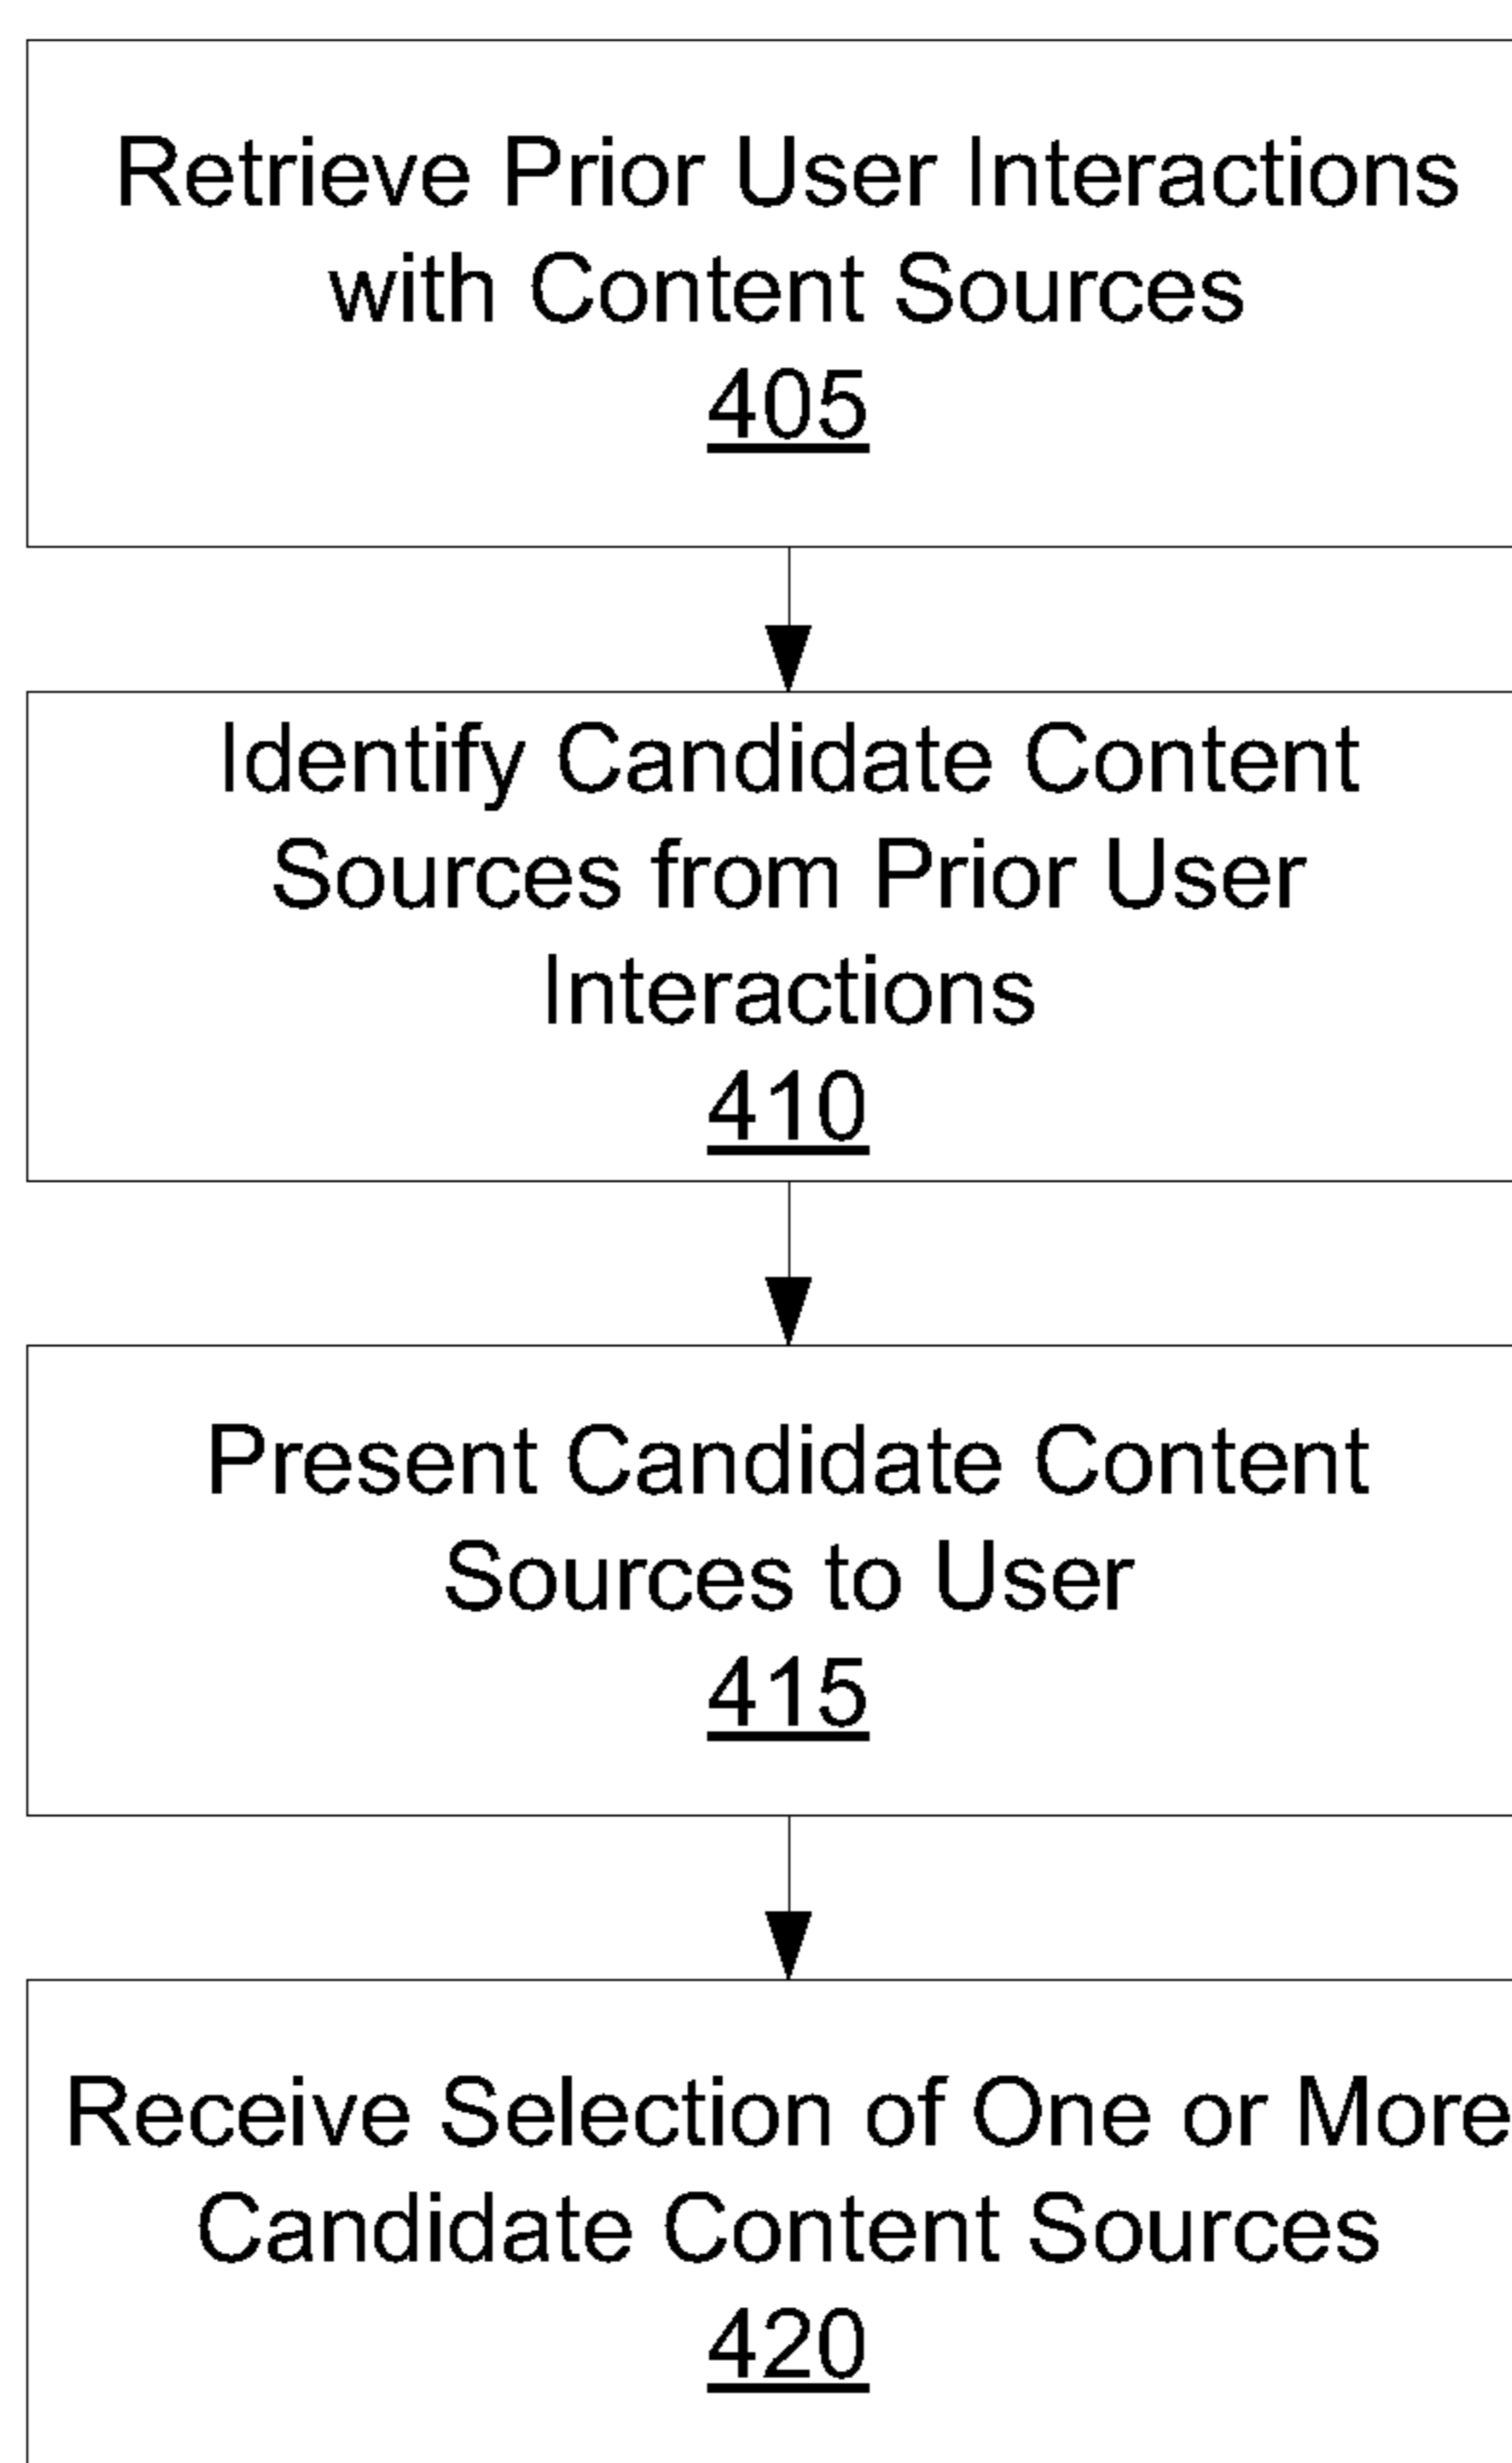 Retrieve Prior User Interactions
with Content Sources
405
Identify Candidate Content
Sources from Prior User
Interactions
410
Present Candidate Content
Sources to User
415
Receive Selection of One or More
Candidate Content Sources
420